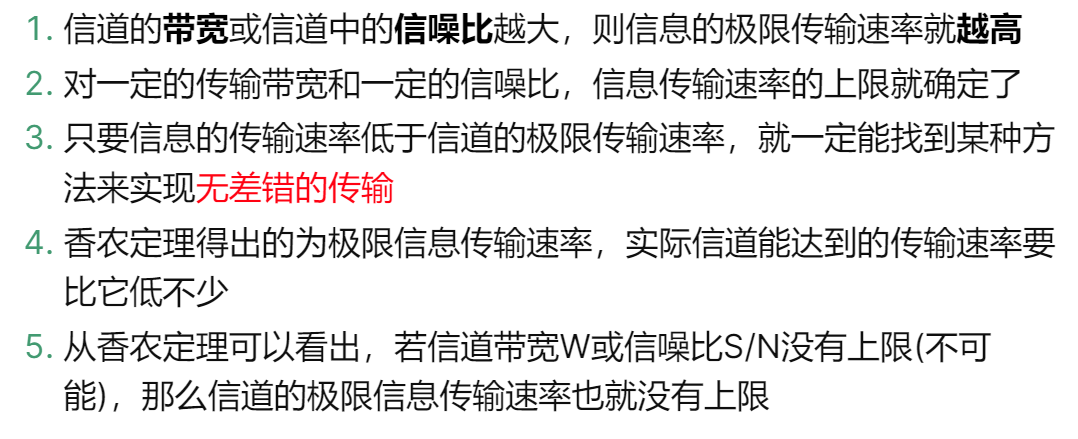 1. 信道的带宽或信道中的信噪比越大，则信息的极限传输速率就越高
2. 对一定的传输带宽和一定的信噪比，信息传输速率的上限就确定了
3. 只要信息的传输速率低于信道的极限传输速率，就一定能找到某种方
法来实现无差错的传输
4. 香农定理得出的为极限信息传输速率，实际信道能达到的传输速率要
比它低不少
5. 从香农定理可以看出，若信道带宽W或信噪比S/N没有上限(不可
能)，那么信道的极限信息传输速率也就没有上限